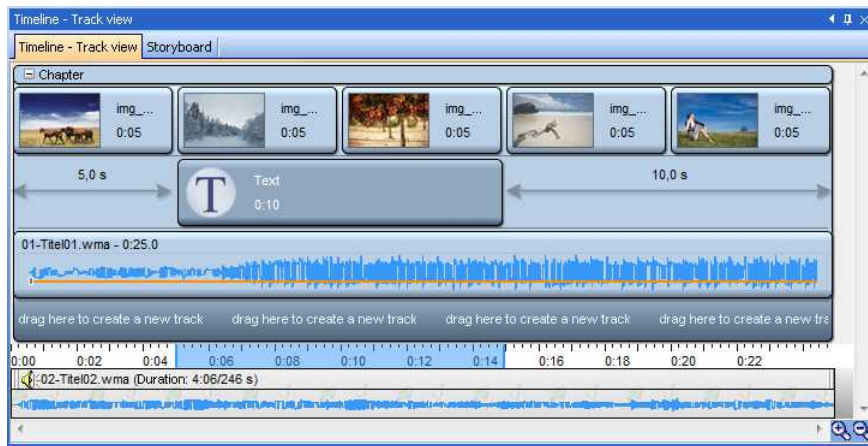 Timeline - Track view
Timeline - Track view Storyboard
Chapter
img_... img_... img_... img_... img_...
0:05 0:05 0:05 0:05 0:05
5,0 s Text 10,0 s
T
0:10
01-Titel01.wma - 0:25.0
drag here to create a new track drag here to create a new track drag here to create a new track drag here to create a new tra
0:00 0:02 0:04 0:06 0:08 0:10 0:12 0:14 0:16 0:18 0:20 0:22
02-Titel02.wma (Duration: 4:06/246 s)